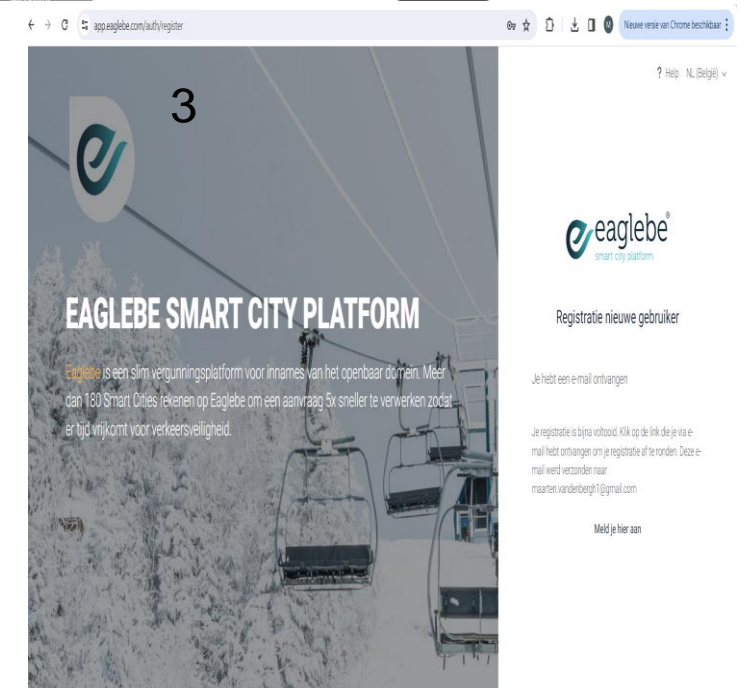 app.eaglebe.com/auth/register
M
Nieuwe versie van Chrome beschikbaar
? Help NL (België)
3
eaglebe®
smart city platform
EAGLEBE SMART CITY PLATFORM
Eaglebe is een slim vergunningsplatform voor innames van het openbaar domein. Meer
dan 180 Smart Cities rekenen op Eaglebe om een aanvraag 5x sneller te verwerken zodat
er tijd vrijkomt voor verkeersveiligheid.
Registratie nieuwe gebruiker
Je hebt een e-mail ontvangen
Je registratie is bijna voltooid. Klik op de link die je via e-
mail hebt ontvangen om je registratie af te ronden. Deze e-
mail werd verzonden naar
maarten.vandenbergh1@gmail.com
Meld je hier aan